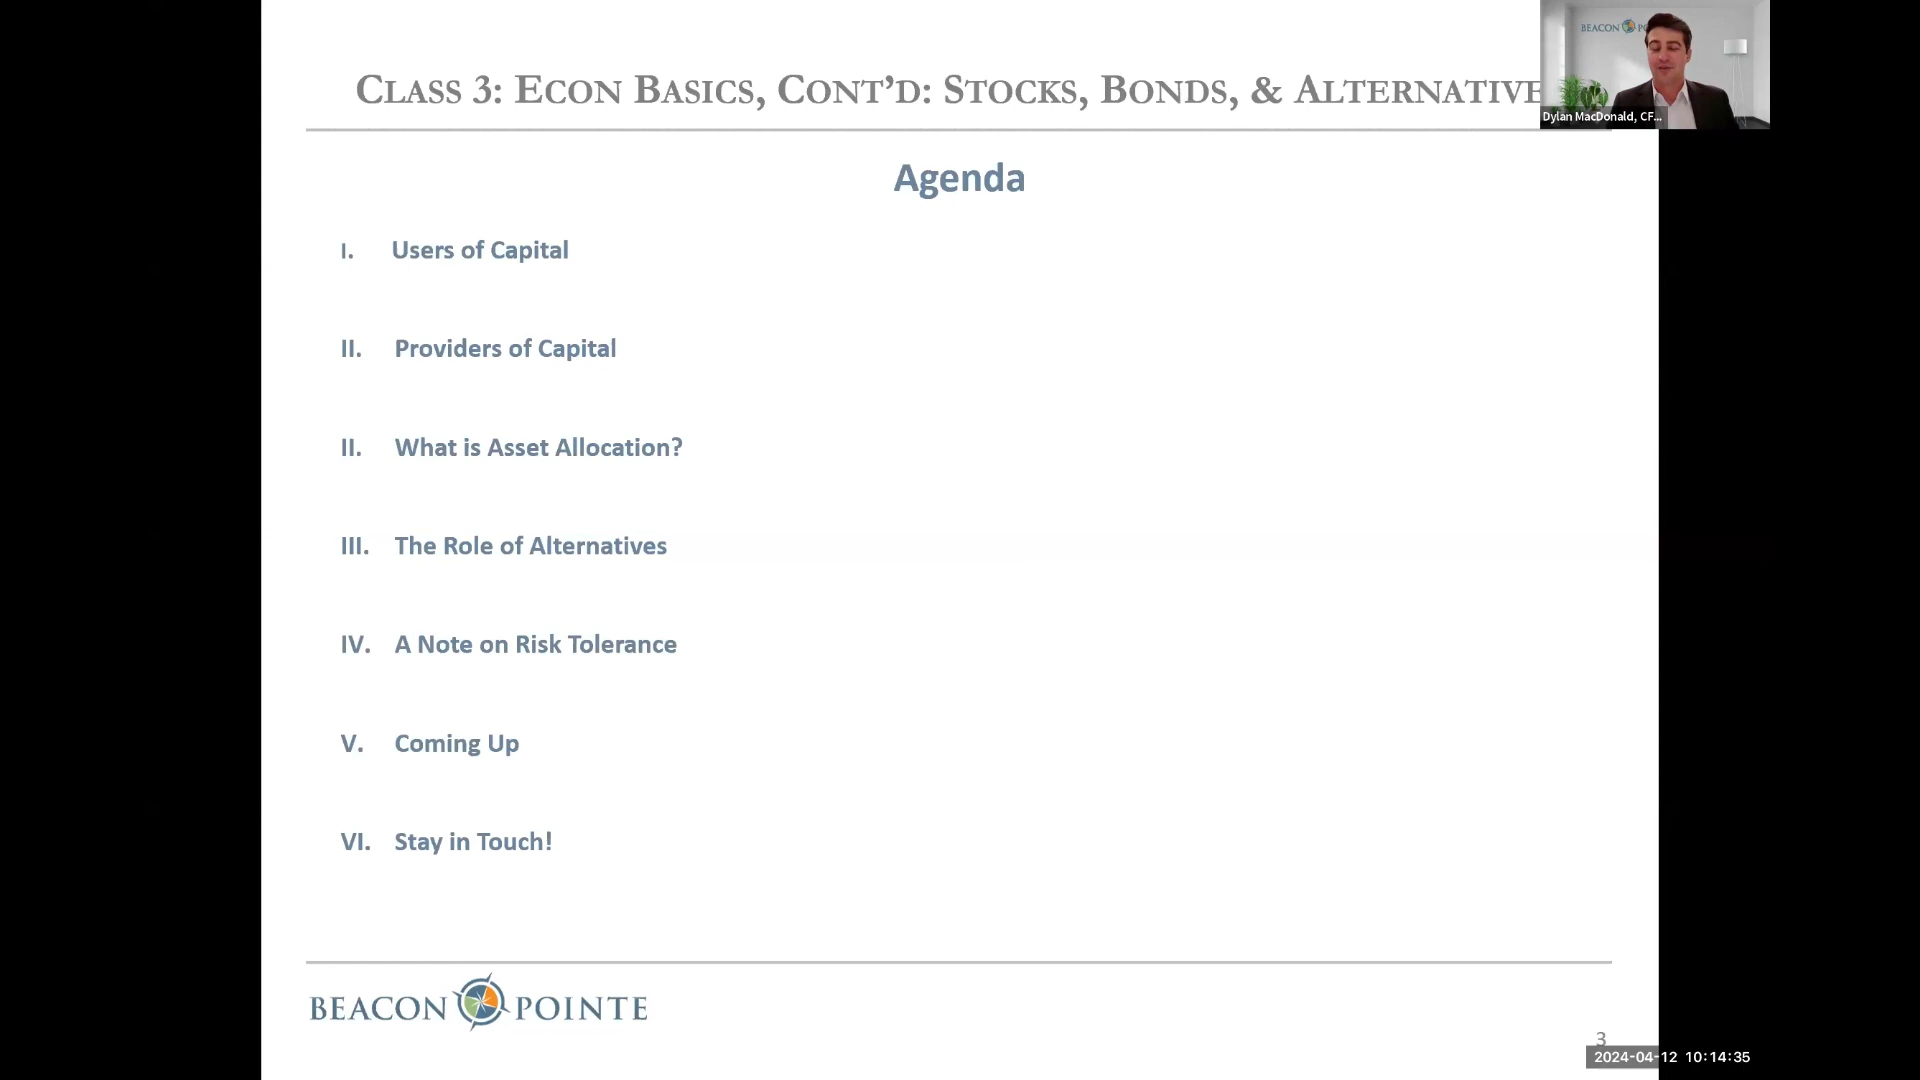 CLASS 3: ECON BASICS, CONT'D: STOCKS, BONDS, & ALTERNATIVE
BEACON PO
Dylan MacDonald, CF...
Agenda
I. Users of Capital
II. Providers of Capital
II. What is Asset Allocation?
III. The Role of Alternatives
IV. A Note on Risk Tolerance
V. Coming Up
VI. Stay in Touch!
BEACON POINTE
3
2024-04-12 10:14:35